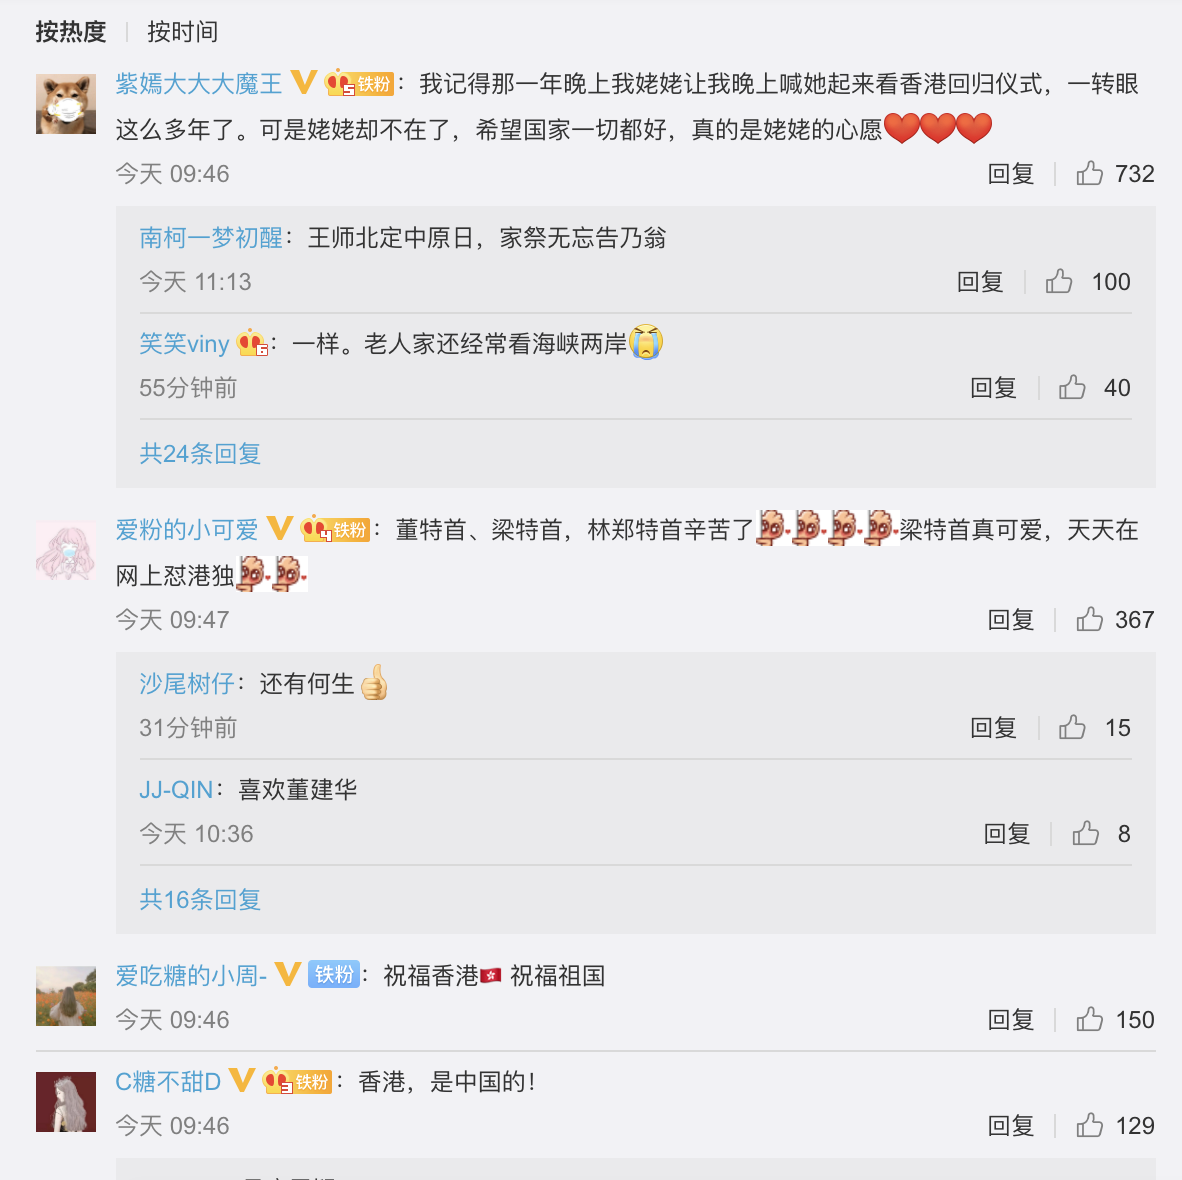 按热度 按时间
紫嫣大大大魔王 V 5 铁粉：我记得那一年晚上我姥姥让我晚上喊她起来看香港回归仪式，一转眼
这么多年了。可是姥姥却不在了，希望国家一切都好，真的是姥姥的心愿❤️❤️❤️
今天 09:46 回复 732
南柯一梦初醒：王师北定中原日，家祭无忘告乃翁
今天 11:13 回复 100
笑笑viny 6：一样。老人家还经常看海峡两岸😭
55分钟前 回复 40
共24条回复
爱粉的小可爱 V 4 铁粉：董特首、梁特首，林郑特首辛苦了梁特首真可爱，天天在
网上怼港独
今天 09:47 回复 367
沙尾树仔：还有何生👍
31分钟前 回复 15
JJ-QIN：喜欢董建华
今天 10:36 回复 8
共16条回复
爱吃糖的小周- V 铁粉：祝福香港🇭🇰 祝福祖国
今天 09:46 回复 150
C糖不甜D V 3 铁粉：香港，是中国的！
今天 09:46 回复 129